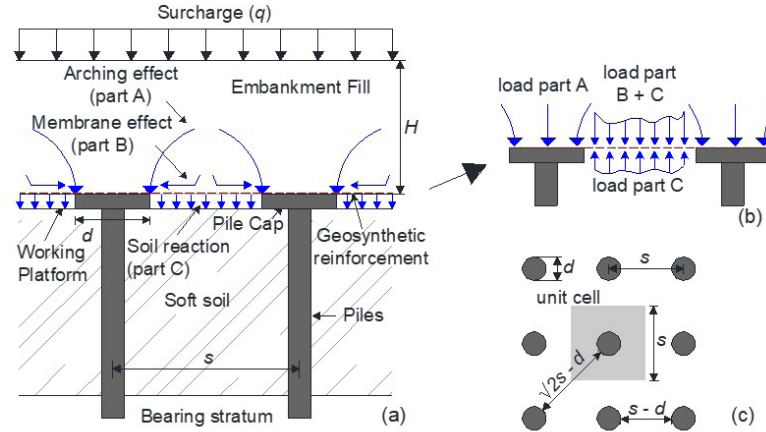 Surcharge (q)
Arching effect
(part A)
Embankment Fill
Membrane effect
(part B)
H
d
Pile Cap
Working
Platform
Soil reaction
(part C)
Geosynthetic
reinforcement
Soft soil
Piles
s
Bearing stratum
(a)
load part A
load part
B + C
load part C
(b)
d
s
unit cell
s
√2s - d
s - d
(c)